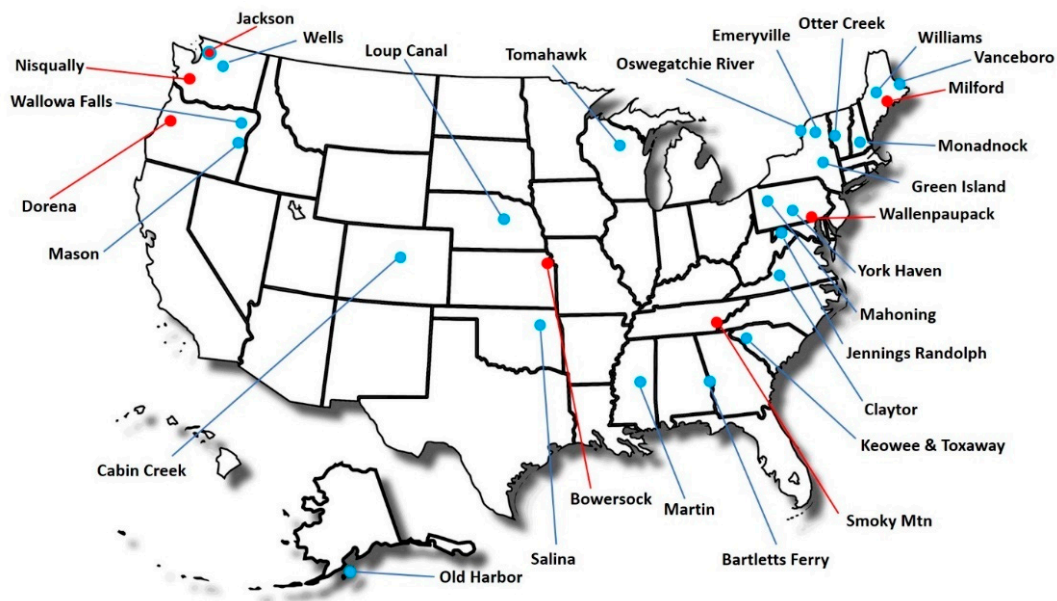 Jackson
Wells
Nisqually
Wallowa Falls
Dorena
Mason
Loup Canal
Tomahawk
Oswegatchie River
Emeryville
Otter Creek
Williams
Vanceboro
Milford
Monadnock
Green Island
Wallenpaupack
York Haven
Mahoning
Jennings Randolph
Claytor
Keowee & Toxaway
Smoky Mtn
Cabin Creek
Bowersock
Martin
Bartletts Ferry
Salina
Old Harbor